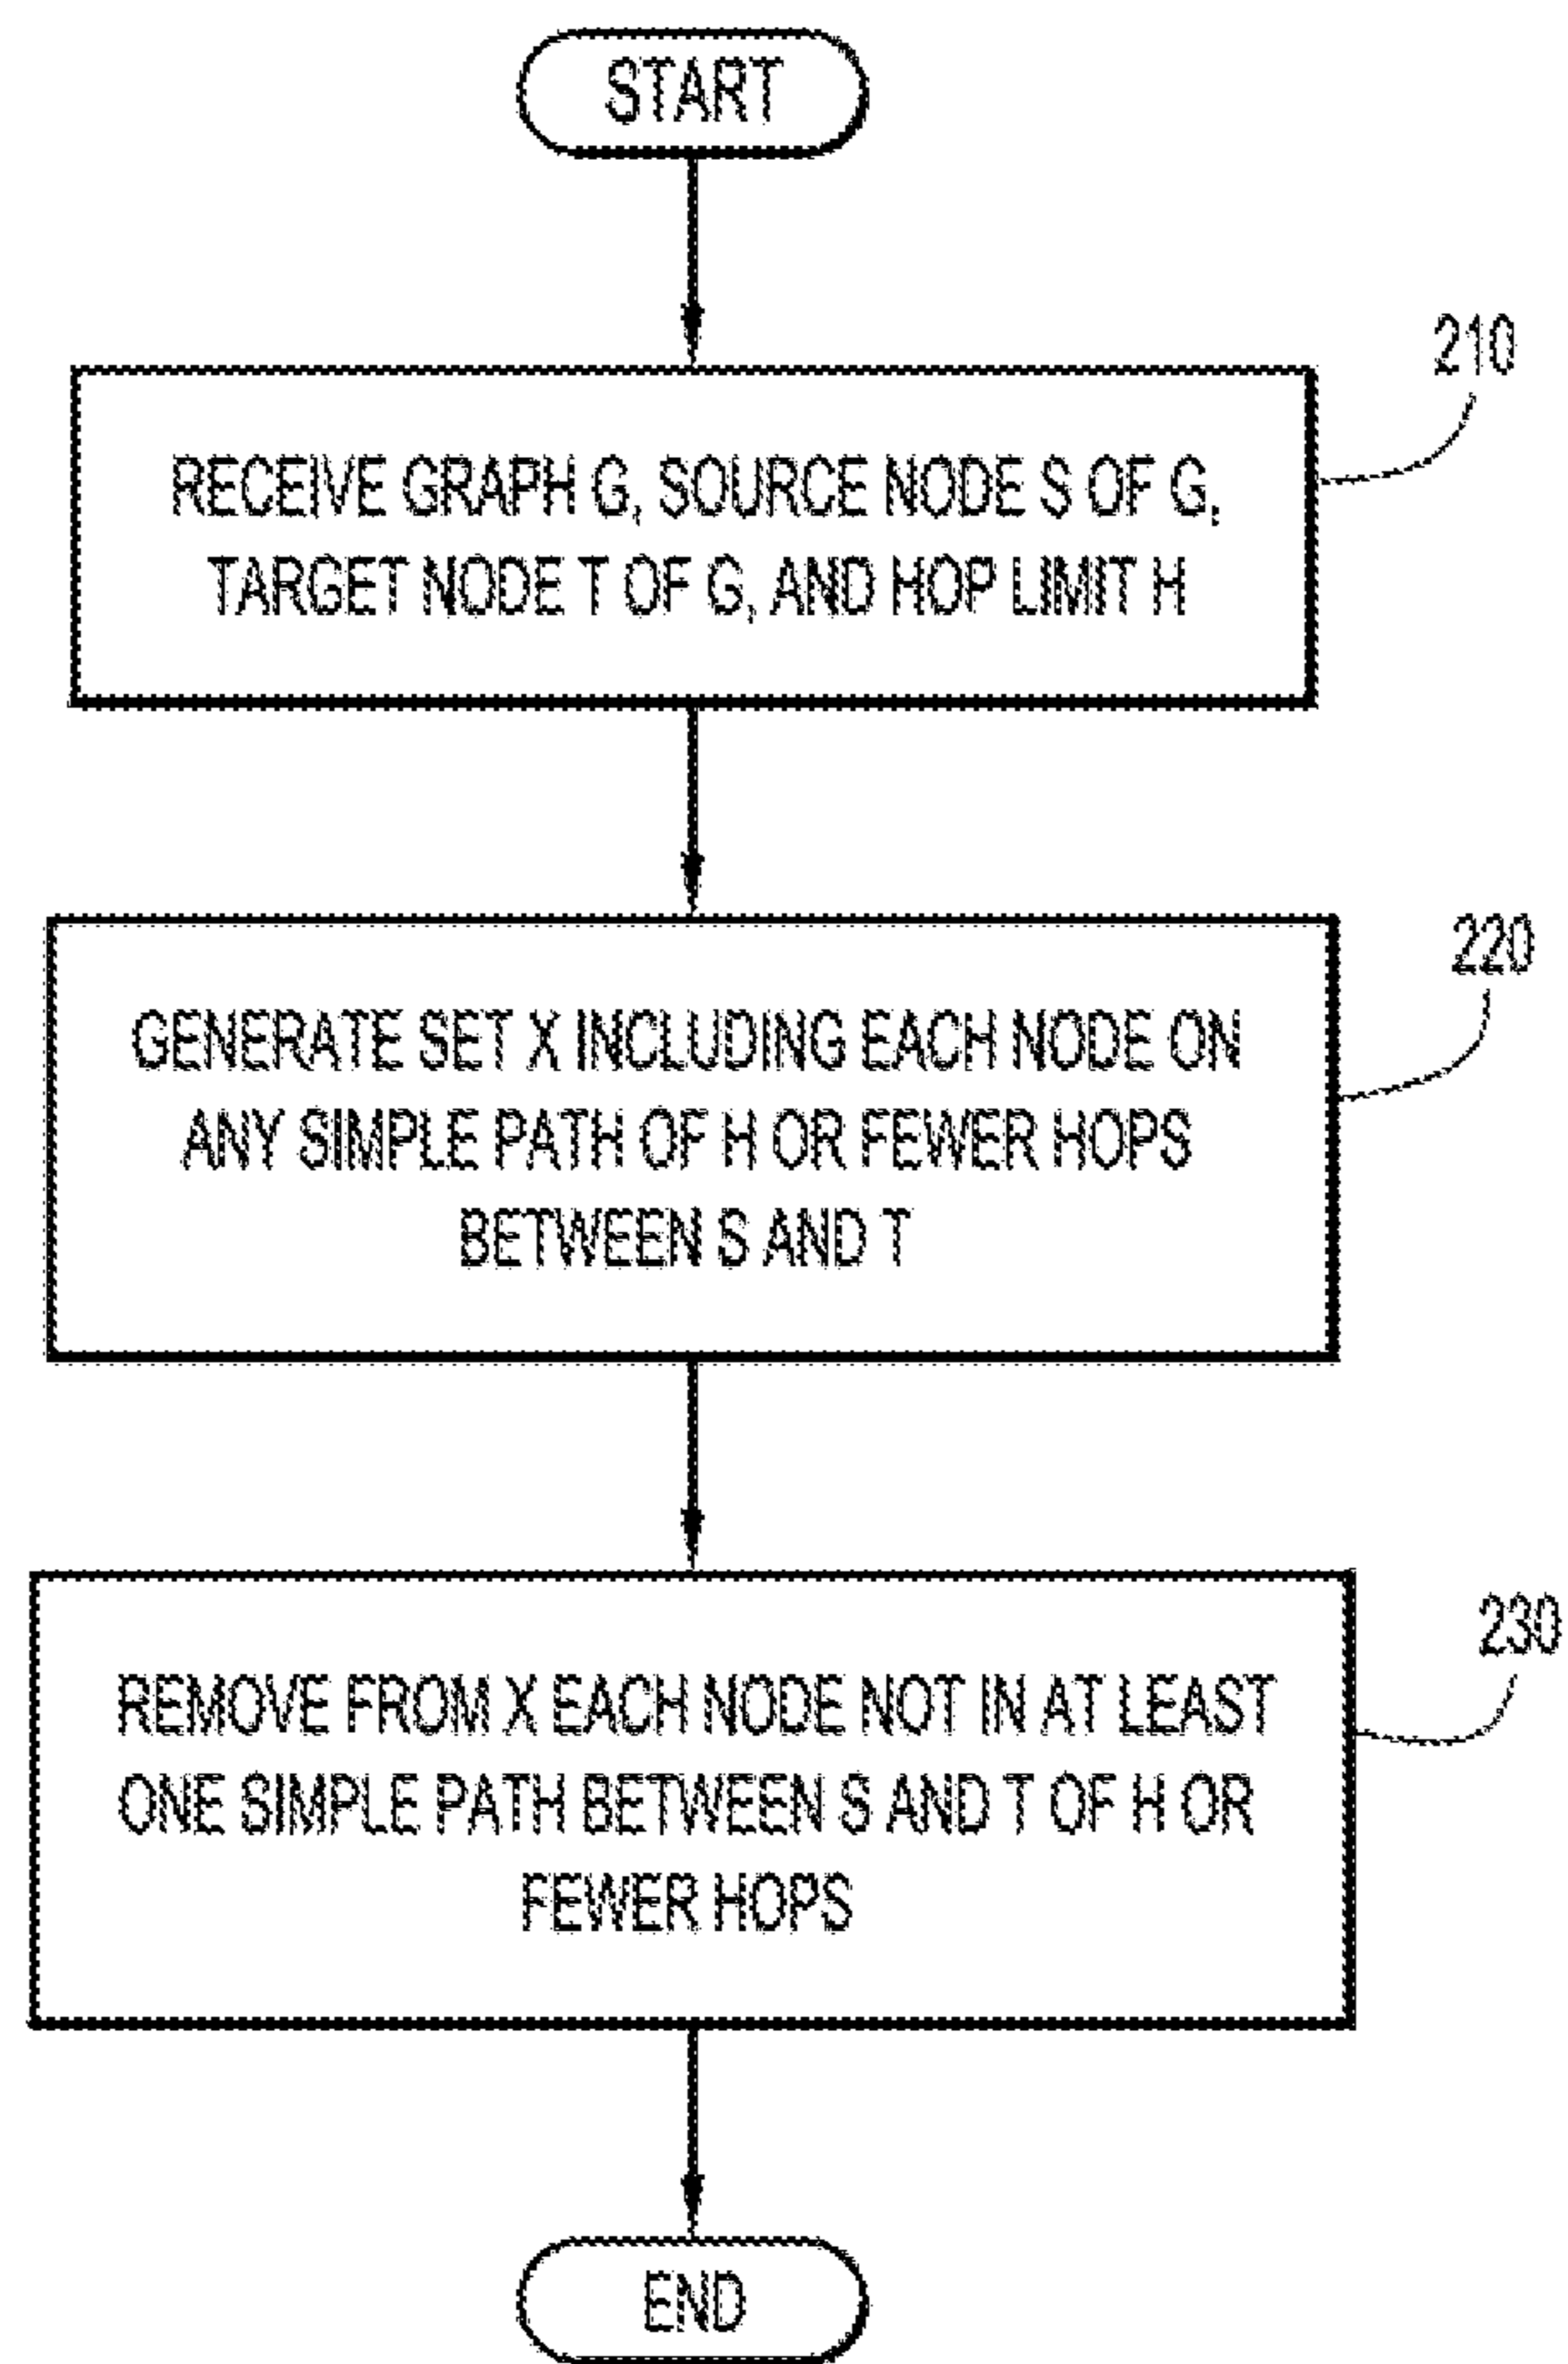 START
210
RECEIVE GRAPH G, SOURCE NODE S OF G,
TARGET NODE T OF G, AND HOP LIMIT H
220
GENERATE SET X INCLUDING EACH NODE ON
ANY SIMPLE PATH OF H OR FEWER HOPS
BETWEEN S AND T
230
REMOVE FROM X EACH NODE NOT IN AT LEAST
ONE SIMPLE PATH BETWEEN S AND T OF H OR
FEWER HOPS
END